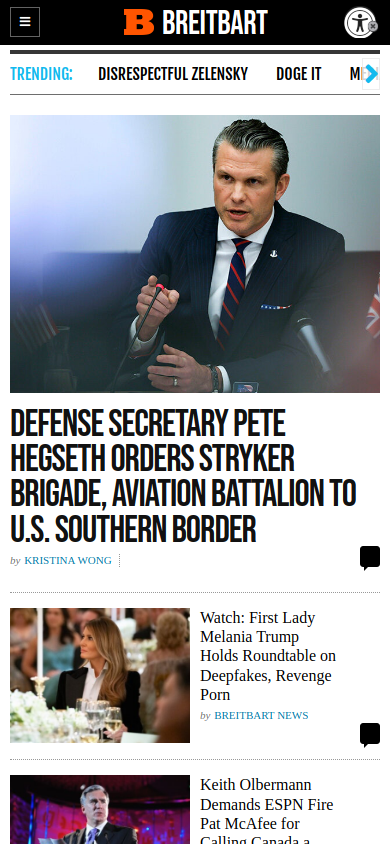 BREITBART
TRENDING:
DISRESPECTFUL ZELENSKY
DOGE IT
DEFENSE SECRETARY PETE
HEGSETH ORDERS STRYKER
BRIGADE, AVIATION BATTALION TO
U.S. SOUTHERN BORDER
by KRISTINA WONG
Watch: First Lady
Melania Trump
Holds Roundtable on
Deepfakes, Revenge
Porn
by BREITBART NEWS
Keith Olbermann
Demands ESPN Fire
Pat McAfee for
Calling Canada a